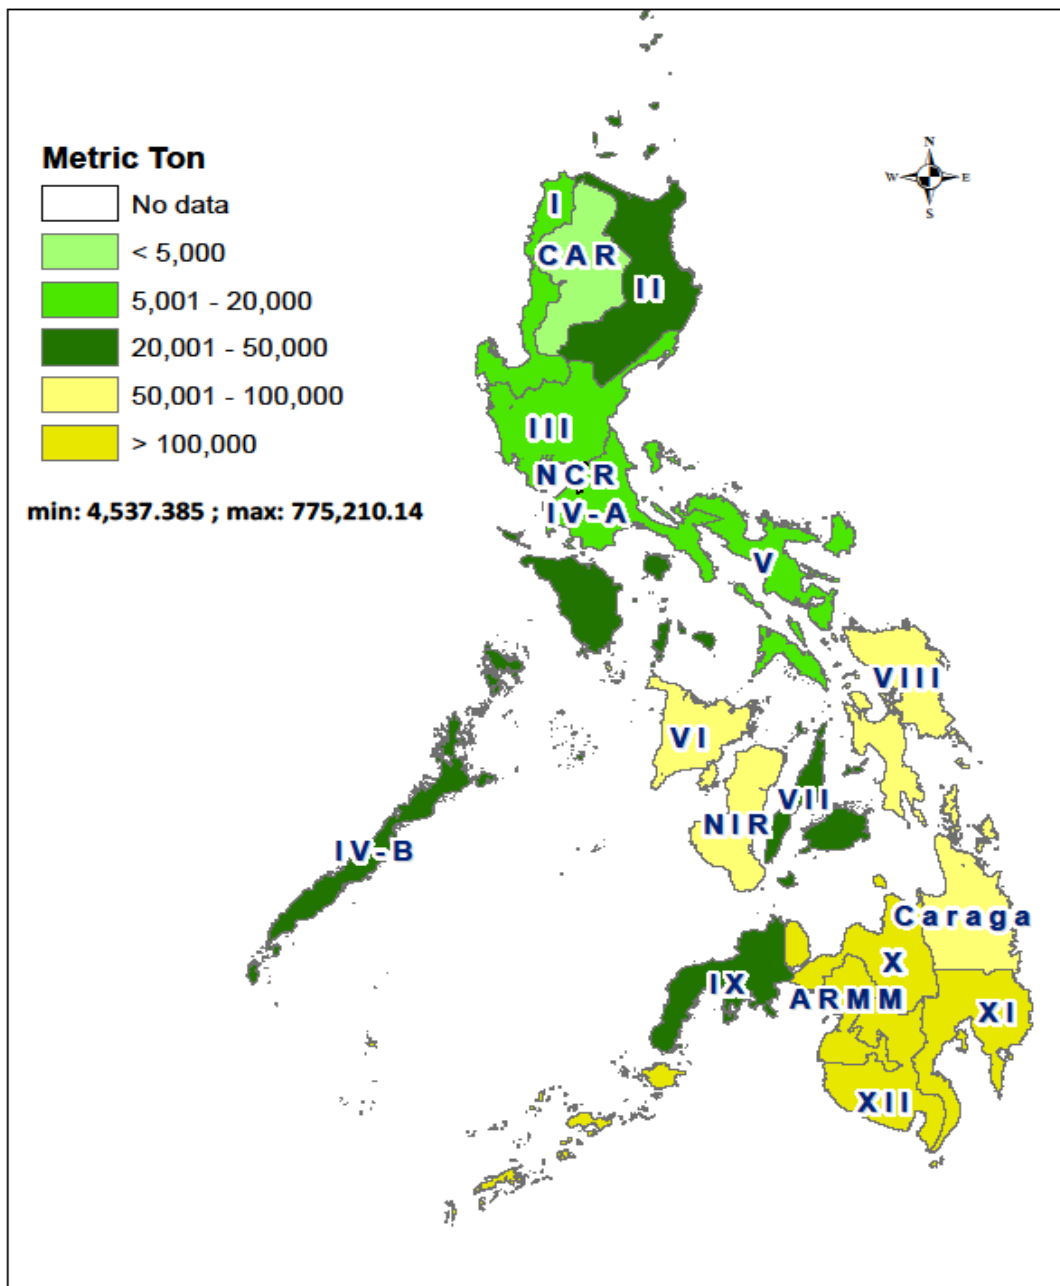 Metric Ton
No data
< 5,000
5,001 - 20,000
20,001 - 50,000
50,001 - 100,000
> 100,000
min: 4,537.385 ; max: 775,210.14
N
W E
S
I
CAR
II
III
NCR
IV-A
V
VIII
VI
VII
NIR
IV-B
Caraga
X
IX
ARMM
XI
XII